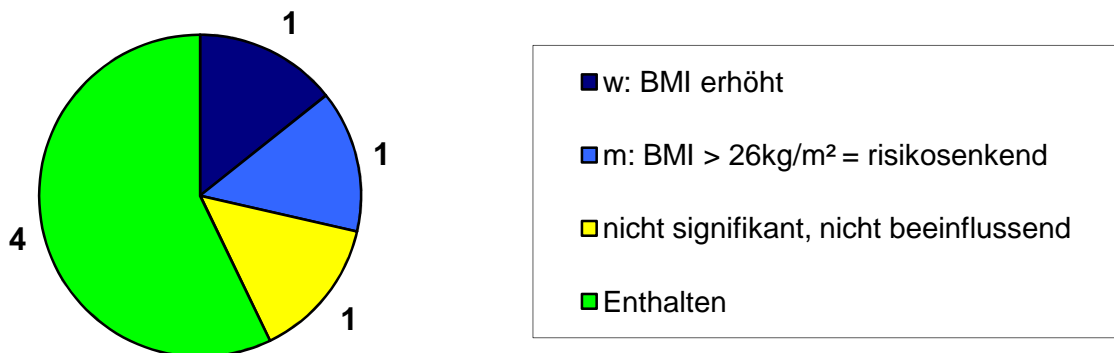 1
1
4
1
w: BMI erhöht
m: BMI > 26kg/m² = risikosenkend
nicht signifikant, nicht beeinflussend
Enthalten